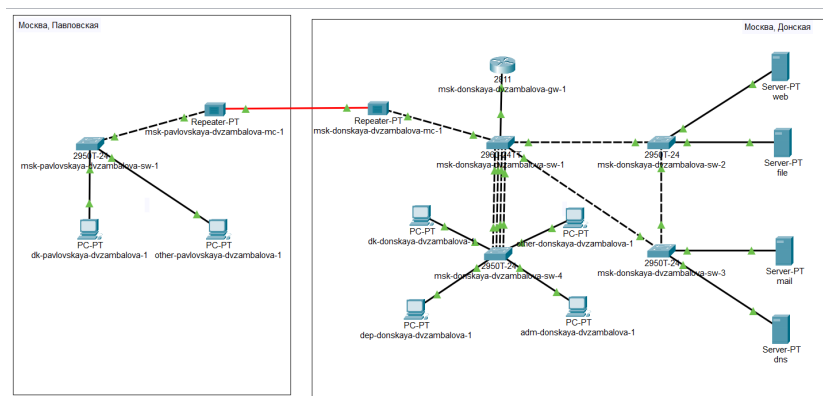 Москва, Павловская
Москва, Донская
2811
msk-donskaya-dvzambalova-gw-1
Server-PT
web
Repeater-PT
msk-pavlovskaya-dvzambalova-mc-1
Repeater-PT
msk-donskaya-dvzambalova-mc-1
2950T-24
msk-pavlovskaya-dvzambalova-sw-1
msk-donskaya-dvzambalova-sw-1
2950T-24
msk-donskaya-dvzambalova-sw-2
Server-PT
file
PC-PT
dk-pavlovskaya-dvzambalova-1
PC-PT
other-pavlovskaya-dvzambalova-1
PC-PT
dk-donskaya-dvzambalova-1
PC-PT
other-donskaya-dvzambalova-1
2950T-24
msk-donskaya-dvzambalova-sw-4
2950T-24
msk-donskaya-dvzambalova-sw-3
Server-PT
mail
PC-PT
dep-donskaya-dvzambalova-1
PC-PT
adm-donskaya-dvzambalova-1
Server-PT
dns